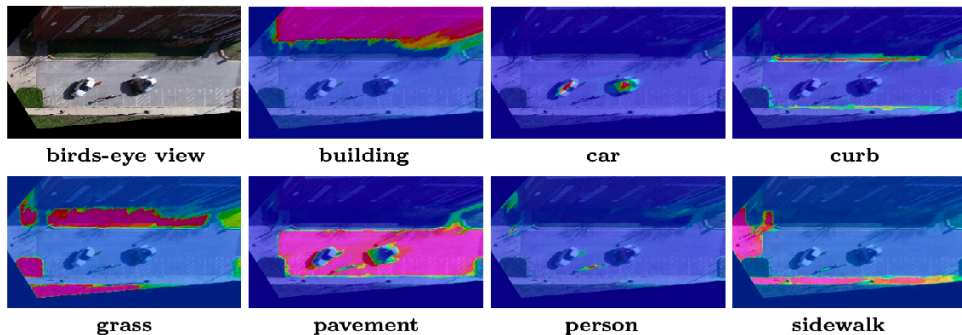 birds-eye view
building
car
curb
grass
pavement
person
sidewalk